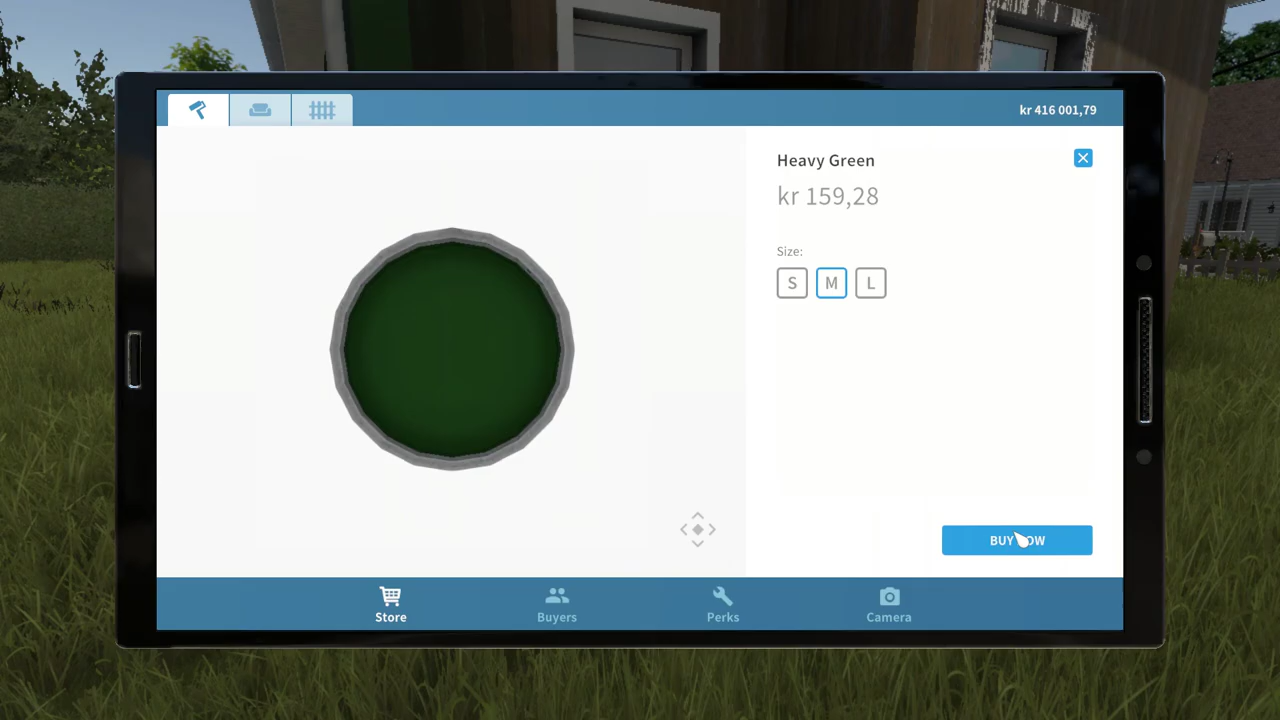 kr 416 001,79
Heavy Green
kr 159,28
Size:
S M L
BUY NOW
Store Buyers Perks Camera